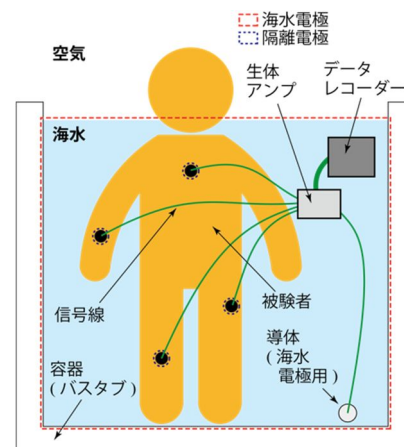 海水電極
隔離電極
空気
生体
アンプ
データ
レコーダー
海水
信号線
被験者
容器
( バスタブ )
導体
( 海水
電極用 )